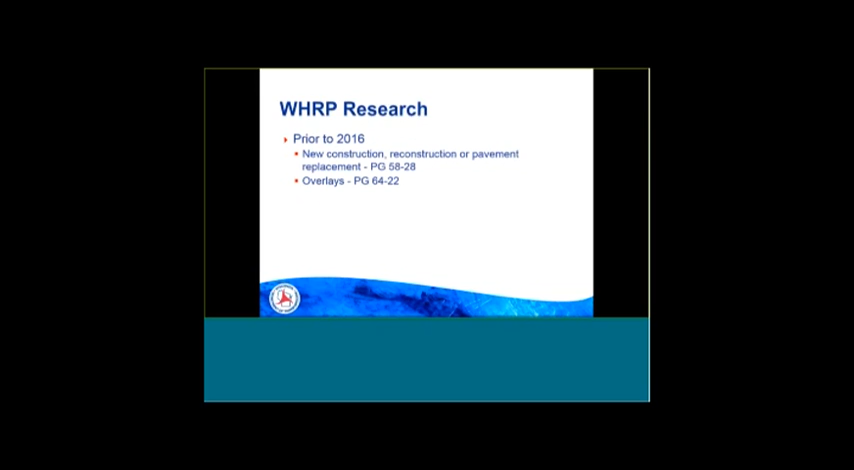 WHRP Research
Prior to 2016
New construction, reconstruction or pavement
replacement - PG 58-28
Overlays - PG 64-22